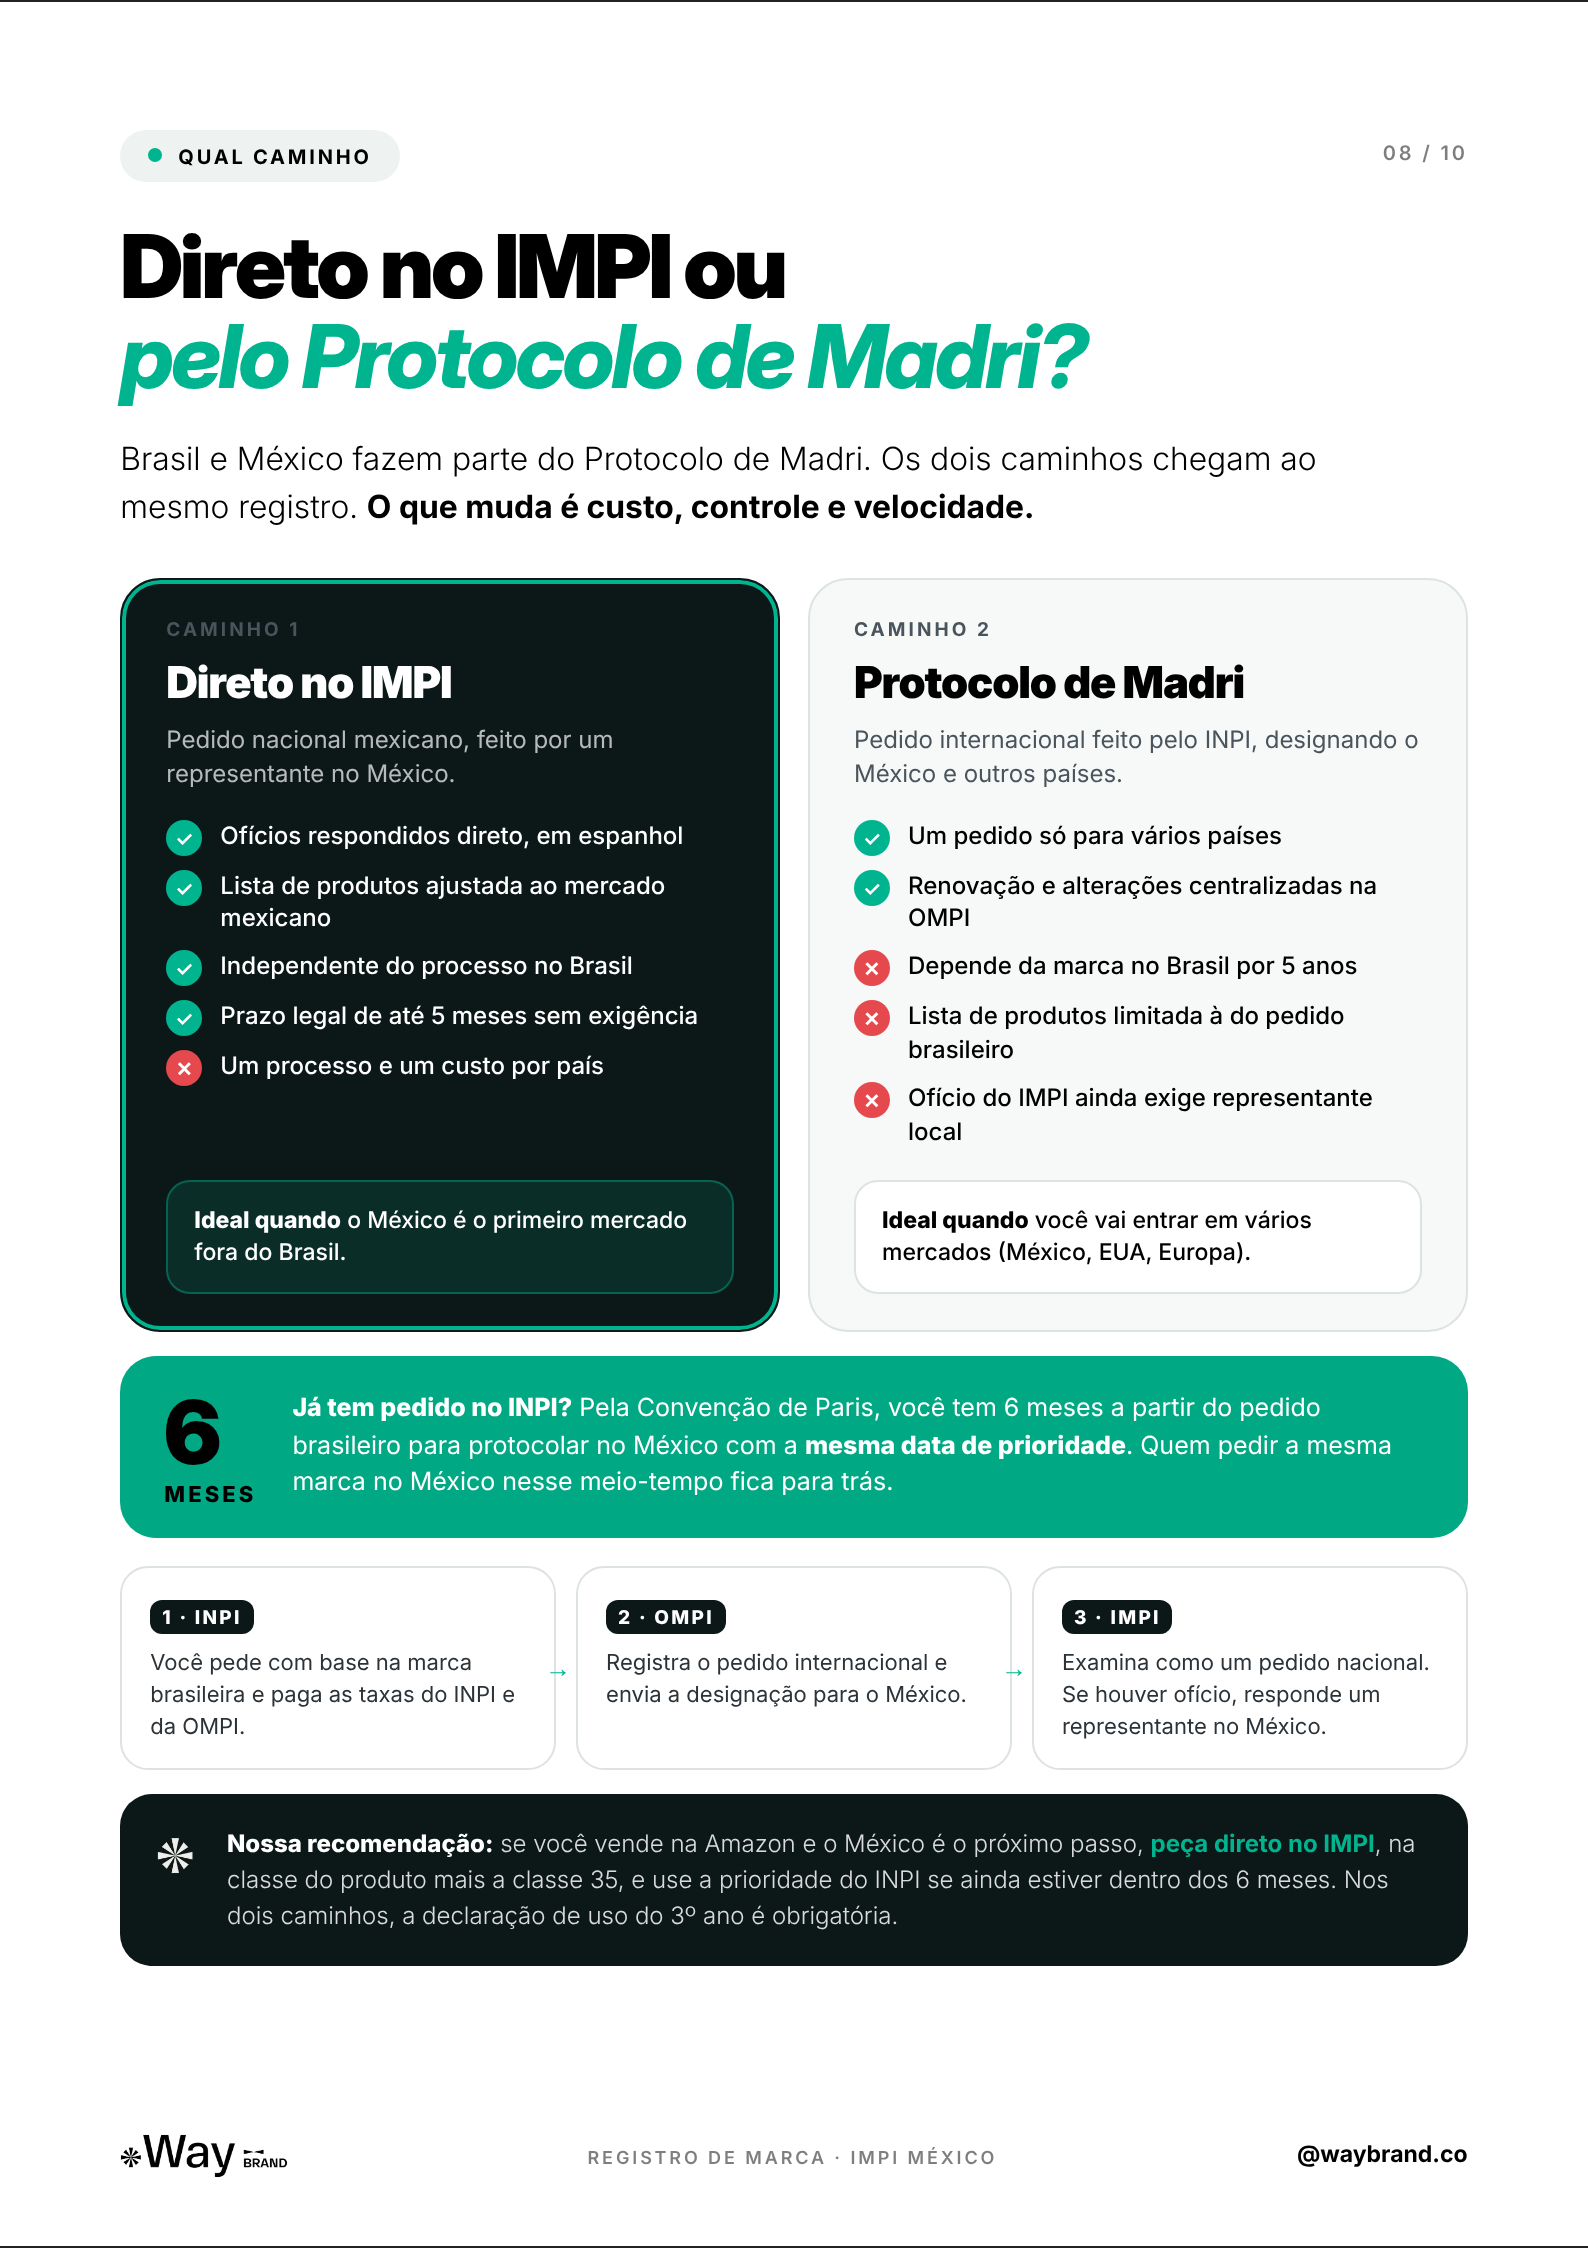 QUAL CAMINHO
08 / 10
Direto no IMPI ou
pelo Protocolo de Madri?
Brasil e México fazem parte do Protocolo de Madri. Os dois caminhos chegam ao
mesmo registro. O que muda é custo, controle e velocidade.
CAMINHO 1
Direto no IMPI
Pedido nacional mexicano, feito por um
representante no México.
Ofícios respondidos direto, em espanhol
Lista de produtos ajustada ao mercado
mexicano
Independente do processo no Brasil
Prazo legal de até 5 meses sem exigência
Um processo e um custo por país
Ideal quando o México é o primeiro mercado
fora do Brasil.
CAMINHO 2
Protocolo de Madri
Pedido internacional feito pelo INPI, designando o
México e outros países.
Um pedido só para vários países
Renovação e alterações centralizadas na
OMPI
Depende da marca no Brasil por 5 anos
Lista de produtos limitada à do pedido
brasileiro
Ofício do IMPI ainda exige representante
local
Ideal quando você vai entrar em vários
mercados (México, EUA, Europa).
6
MESES
Já tem pedido no INPI? Pela Convenção de Paris, você tem 6 meses a partir do pedido
brasileiro para protocolar no México com a mesma data de prioridade. Quem pedir a mesma
marca no México nesse meio-tempo fica para trás.
1 · INPI
Você pede com base na marca
brasileira e paga as taxas do INPI e
da OMPI.
→
2 · OMPI
Registra o pedido internacional e
envia a designação para o México.
→
3 · IMPI
Examina como um pedido nacional.
Se houver ofício, responde um
representante no México.
Nossa recomendação: se você vende na Amazon e o México é o próximo passo, peça direto no IMPI, na
classe do produto mais a classe 35, e use a prioridade do INPI se ainda estiver dentro dos 6 meses. Nos
dois caminhos, a declaração de uso do 3º ano é obrigatória.
Way BRAND
REGISTRO DE MARCA · IMPI MÉXICO
@waybrand.co